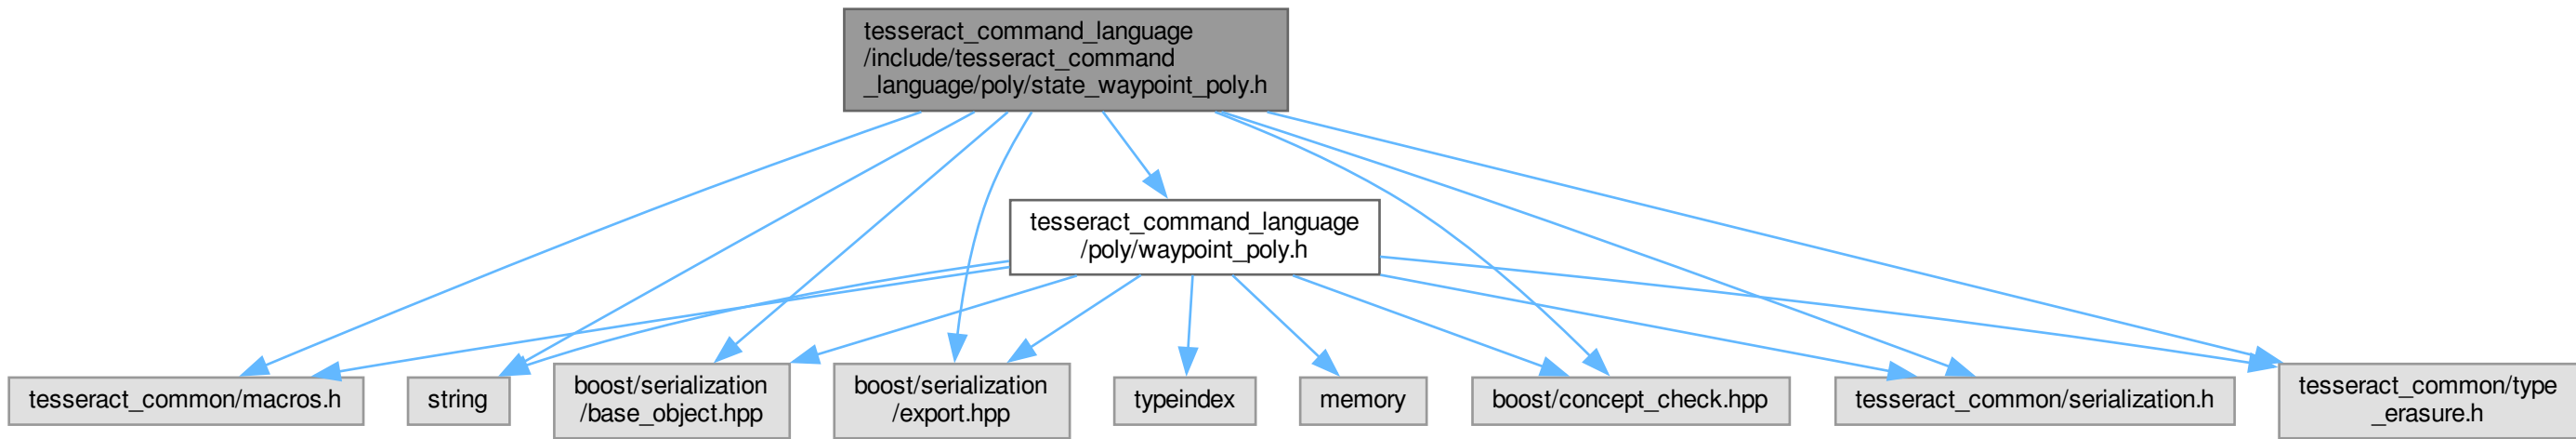 tesseract_command_language
/include/tesseract_command
_language/poly/state_waypoint_poly.h
tesseract_command_language
/poly/waypoint_poly.h
tesseract_common/macros.h
string
boost/serialization
/base_object.hpp
boost/serialization
/export.hpp
typeindex
memory
boost/concept_check.hpp
tesseract_common/serialization.h
tesseract_common/type
_erasure.h